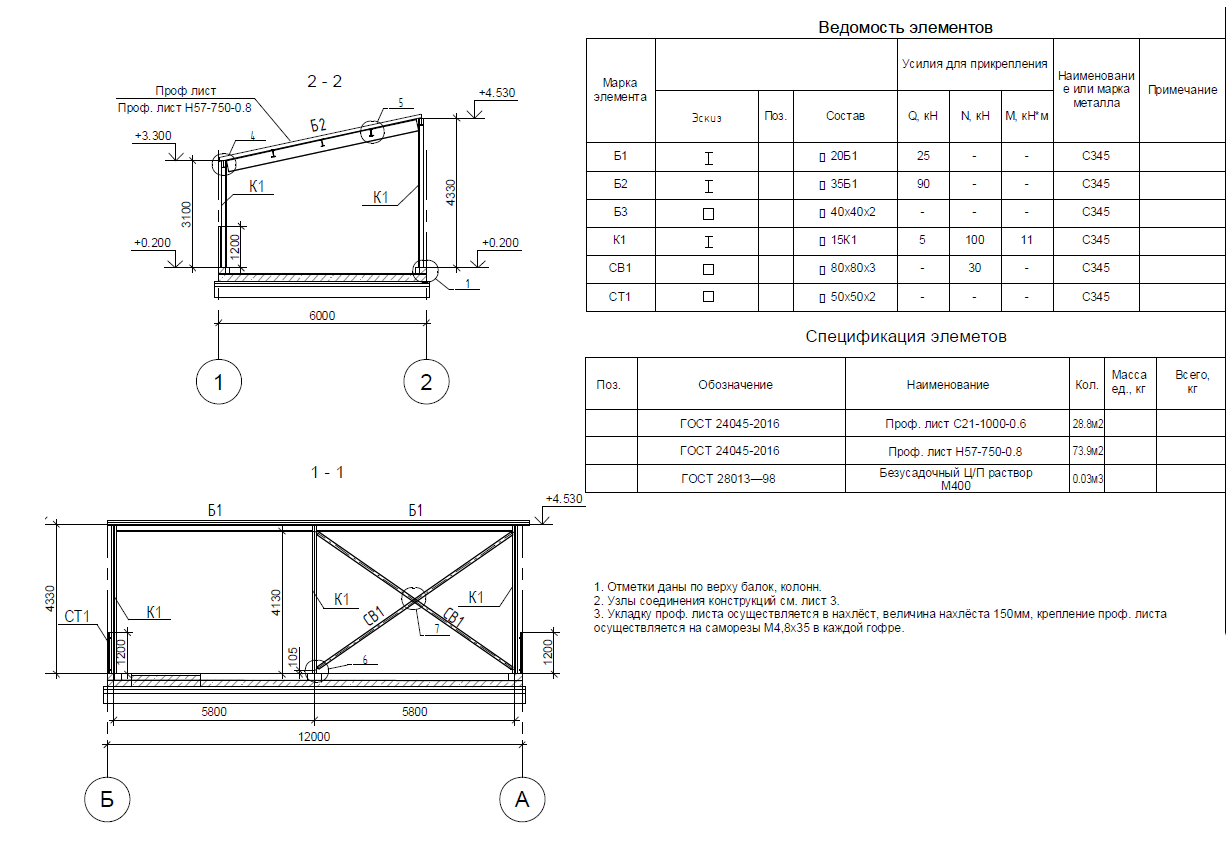 2 - 2
Проф лист
Проф. лист Н57-750-0.8
+4.530
5
Б2
4
+3.300
К1
К1
3100
4330
1200
+0.200
+0.200
1
6000
1
2
1 - 1
Б1
Б1
+4.530
4330
4130
СТ1
К1
К1
К1
СВ1
СВ1
7
1200
105
6
1200
5800
5800
12000
Б
А
Ведомость элементов
Марка элемента
Усилия для прикрепления
Наименовани
е или марка
металла
Примечание
Эскиз Поз. Состав Q, кН N, кН М, кН*м
Б1 20Б1 25 - - С345
Б2 35Б1 90 - - С345
Б3 40х40х2 - - - С345
К1 15К1 5 100 11 С345
СВ1 80х80х3 - 30 - С345
СТ1 50х50х2 - - - С345
Спецификация элеметов
Поз. Обозначение Наименование Кол. Масса ед., кг Всего, кг
ГОСТ 24045-2016 Проф. лист С21-1000-0.6 28.8м2
ГОСТ 24045-2016 Проф. лист Н57-750-0.8 73.9м2
ГОСТ 28013—98 Безусадочный Ц/П раствор М400 0.03м3
1. Отметки даны по верху балок, колонн.
2. Узлы соединения конструкций см. лист 3.
3. Укладку проф. листа осуществляется в нахлёст, величина нахлёста 150мм, крепление проф. листа
осуществляется на саморезы М4,8х35 в каждой гофре.